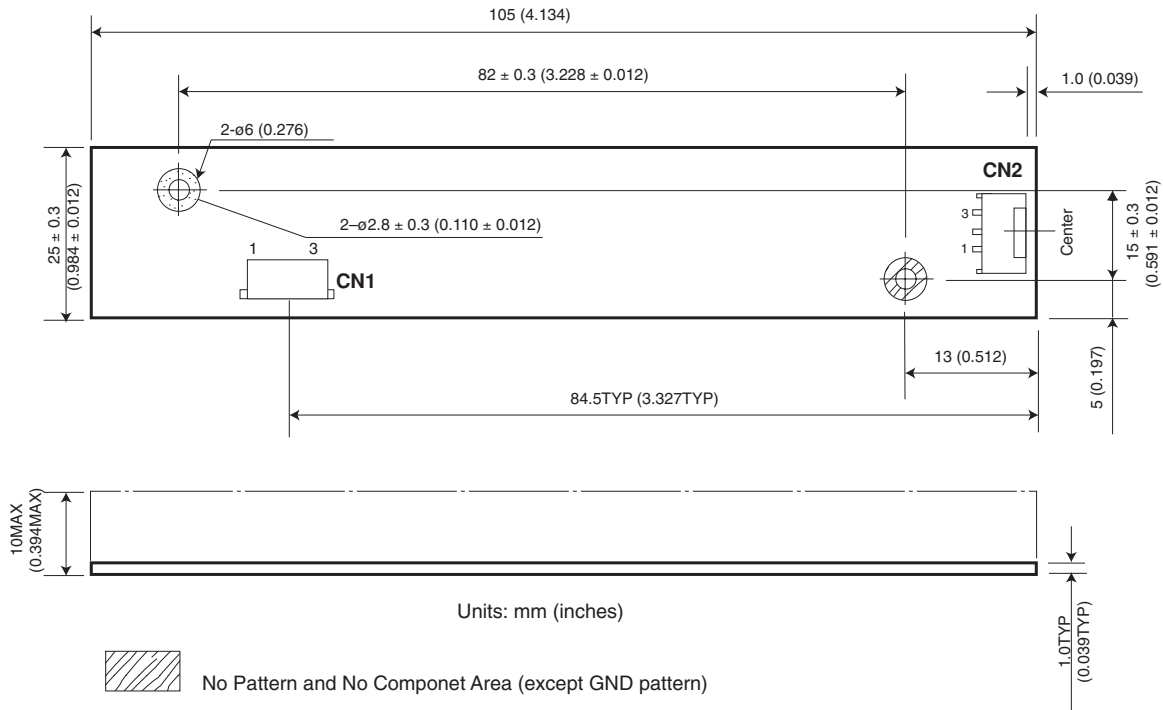 105 (4.134)
82 ± 0.3 (3.228 ± 0.012)
1.0 (0.039)
2-ø6 (0.276)
CN2
2–ø2.8 ± 0.3 (0.110 ± 0.012)
25 ± 0.3
(0.984 ± 0.012)
1 3
CN1
3
1
Center
15 ± 0.3
(0.591 ± 0.012)
13 (0.512)
5 (0.197)
84.5TYP (3.327TYP)
10MAX
(0.394MAX)
Units: mm (inches)
1.0TYP
(0.039TYP)
No Pattern and No Componet Area (except GND pattern)